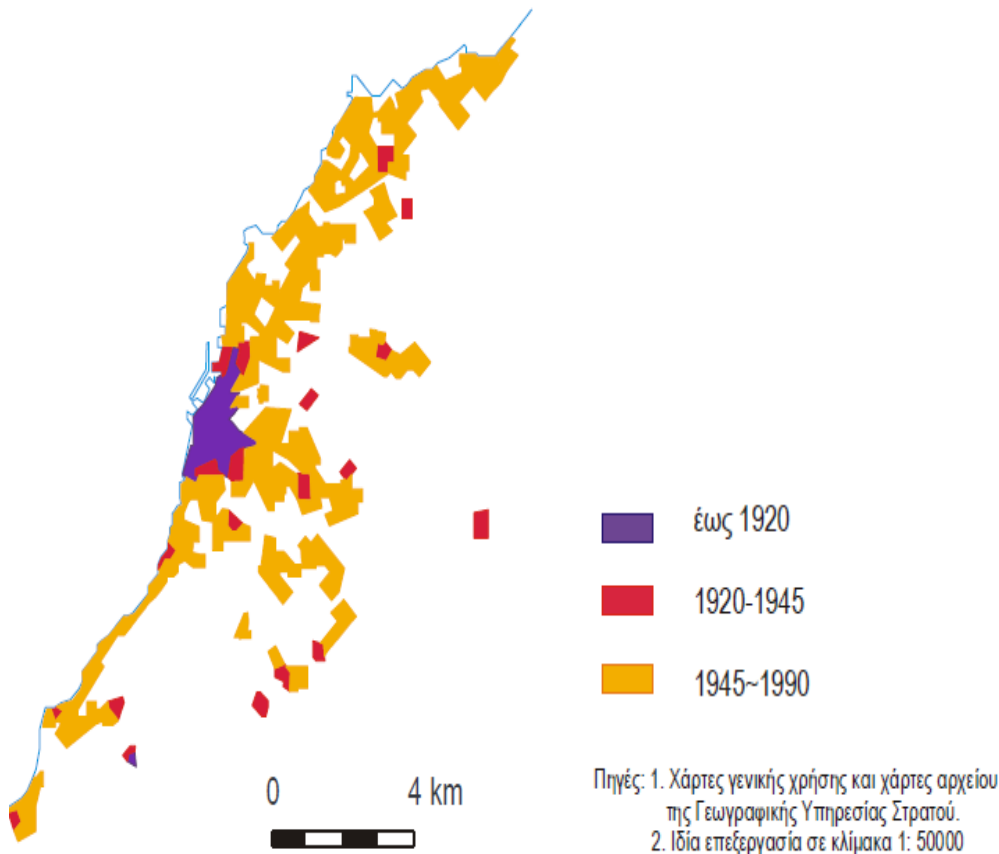 έως 1920
1920-1945
1945~1990
0 4 km
Πηγές: 1. Χάρτες γενικής χρήσης και χάρτες αρχείου
της Γεωγραφικής Υπηρεσίας Στρατού.
2. Ιδία επεξεργασία σε κλίμακα 1: 50000